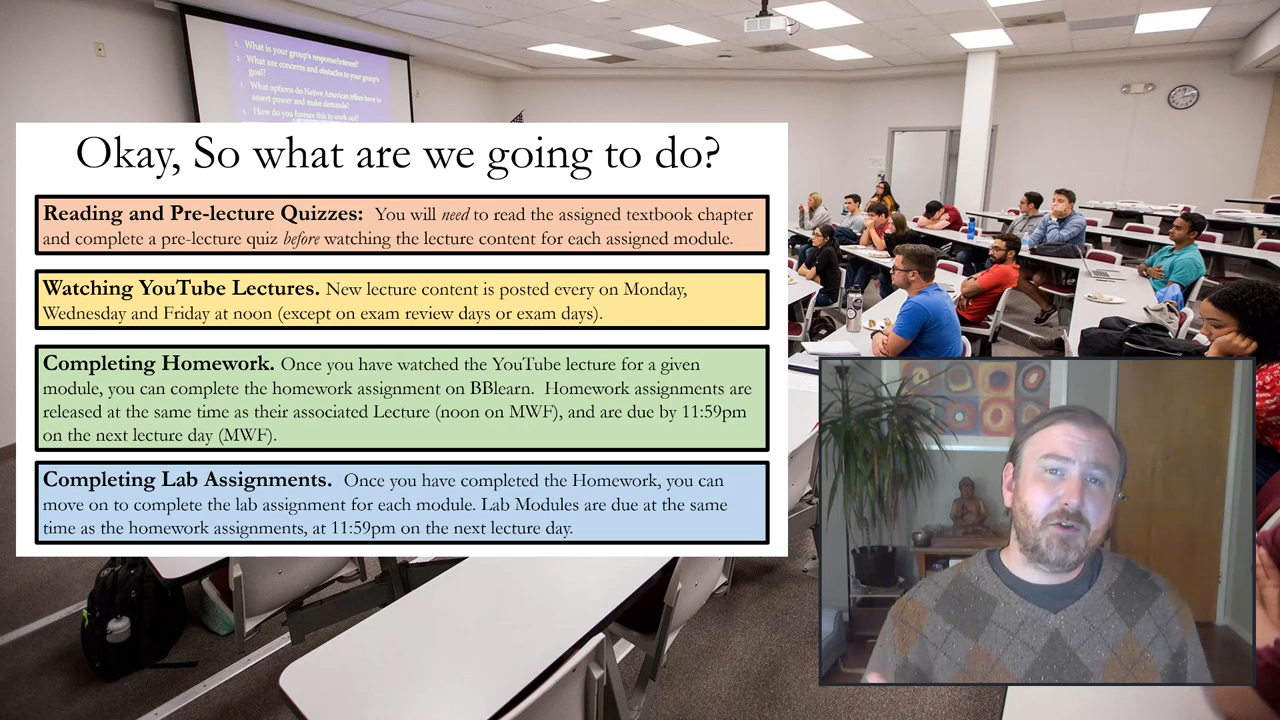 1. What is your group's response/interest?
2. What are concerns and obstacles to your group's
goal?
3. What options do Native American tribes have to
assert power and make demands?
4. How do you foresee this to work out?
Okay, So what are we going to do?
Reading and Pre-lecture Quizzes: You will need to read the assigned textbook chapter
and complete a pre-lecture quiz before watching the lecture content for each assigned module.
Watching YouTube Lectures. New lecture content is posted every on Monday,
Wednesday and Friday at noon (except on exam review days or exam days).
Completing Homework. Once you have watched the YouTube lecture for a given
module, you can complete the homework assignment on BBlearn. Homework assignments are
released at the same time as their associated Lecture (noon on MWF), and are due by 11:59pm
on the next lecture day (MWF).
Completing Lab Assignments. Once you have completed the Homework, you can
move on to complete the lab assignment for each module. Lab Modules are due at the same
time as the homework assignments, at 11:59pm on the next lecture day.